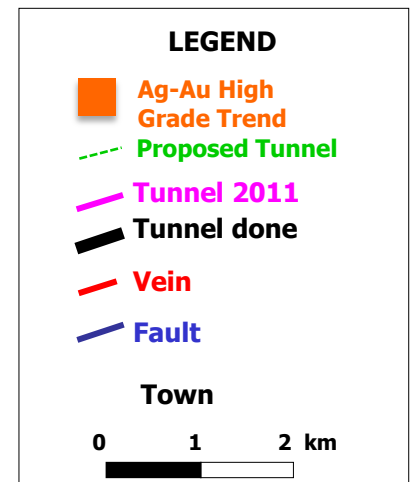 LEGEND
Ag-Au High
Grade Trend
Proposed Tunnel
Tunnel 2011
Tunnel done
Vein
Fault
Town
0 1 2 km